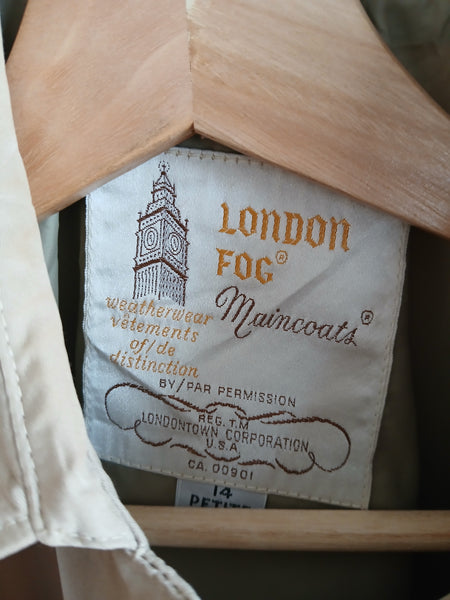 LONDON
FOG®
Maincoats®
weatherwear
vêtements
of/de
distinction
BY/PAR PERMISSION
REG. T.M
LONDONTOWN CORPORATION
U.S.A
CA. 00901
14
PETITE